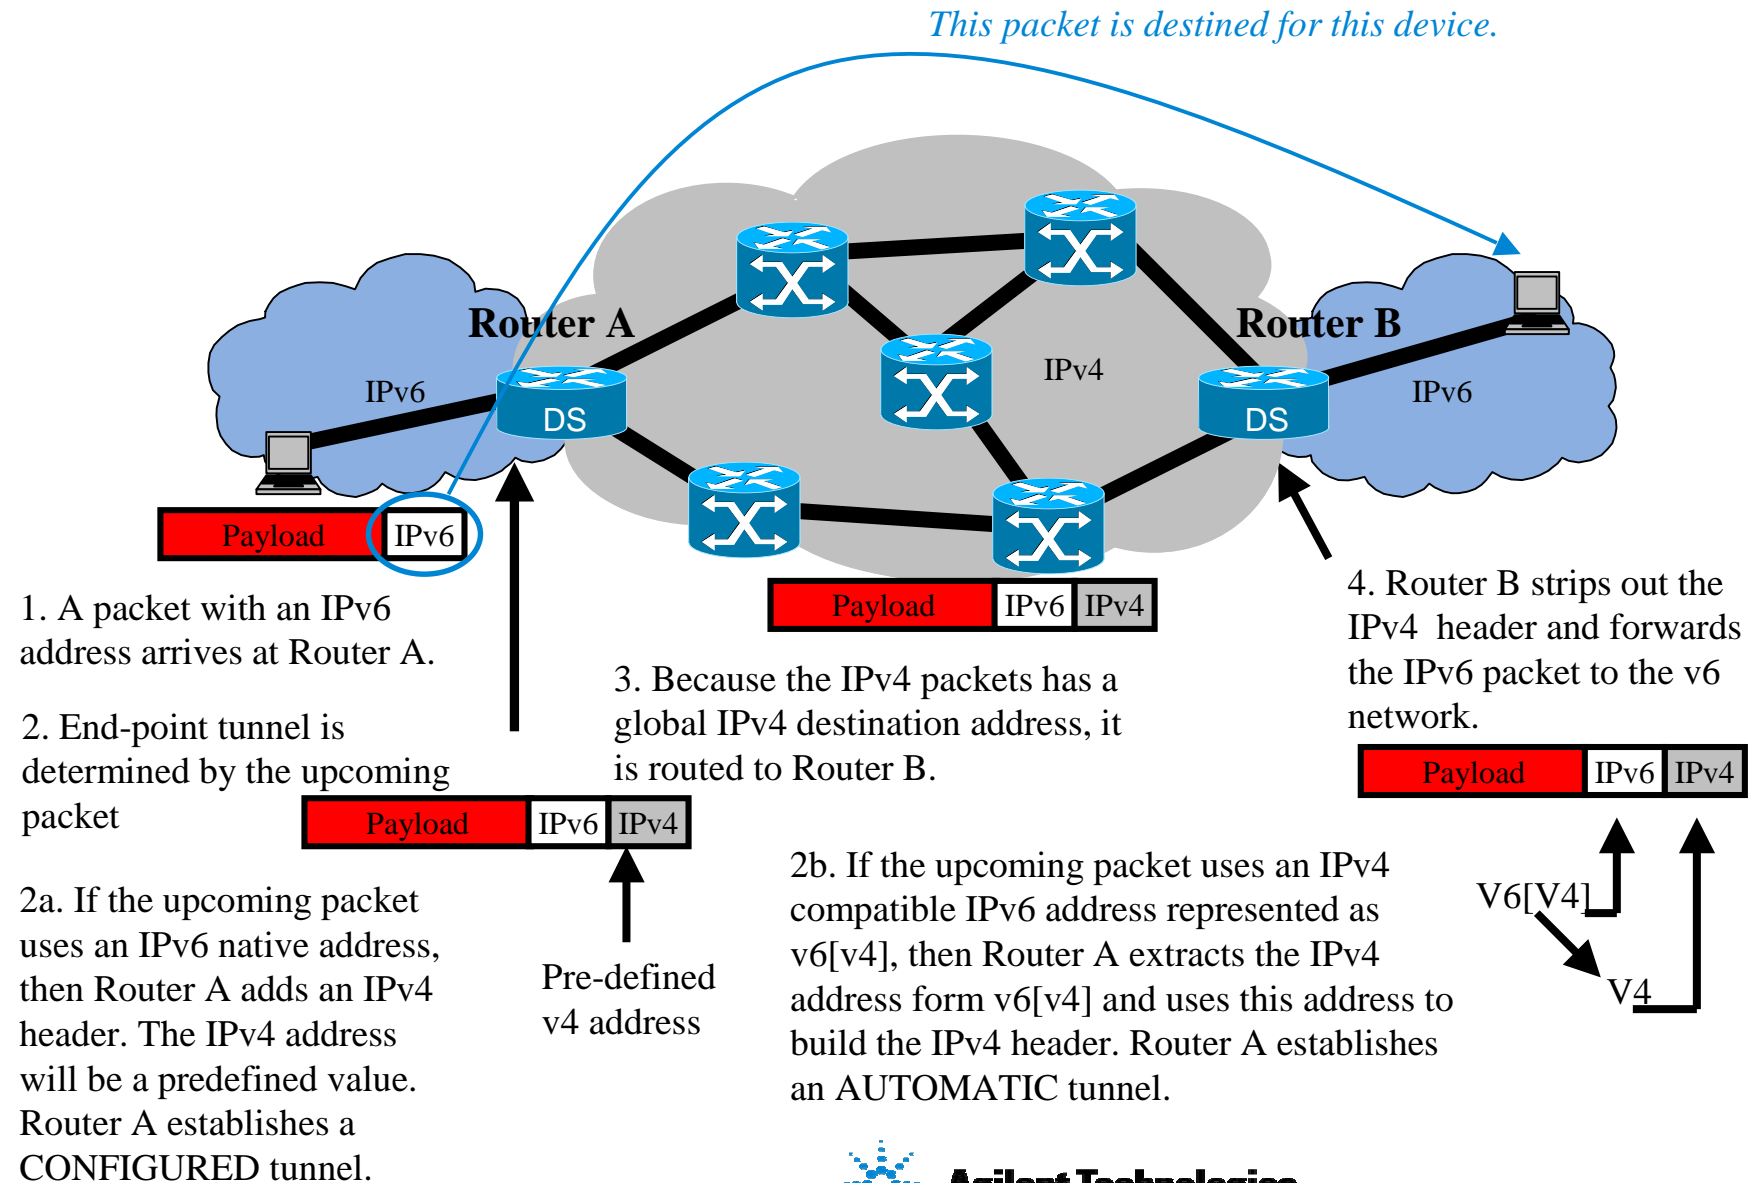 This packet is destined for this device.
Router A
Router B
IPv4
IPv6
IPv6
DS
DS
Payload IPv6
Payload IPv6 IPv4
1. A packet with an IPv6
address arrives at Router A.
2. End-point tunnel is
determined by the upcoming
packet
Payload IPv6 IPv4
2a. If the upcoming packet
uses an IPv6 native address,
then Router A adds an IPv4
header. The IPv4 address
will be a predefined value.
Router A establishes a
CONFIGURED tunnel.
Pre-defined
v4 address
3. Because the IPv4 packets has a
global IPv4 destination address, it
is routed to Router B.
2b. If the upcoming packet uses an IPv4
compatible IPv6 address represented as
v6[v4], then Router A extracts the IPv4
address form v6[v4] and uses this address to
build the IPv4 header. Router A establishes
an AUTOMATIC tunnel.
4. Router B strips out the
IPv4 header and forwards
the IPv6 packet to the v6
network.
Payload IPv6 IPv4
V6[V4]
V4
Agilent Technologies